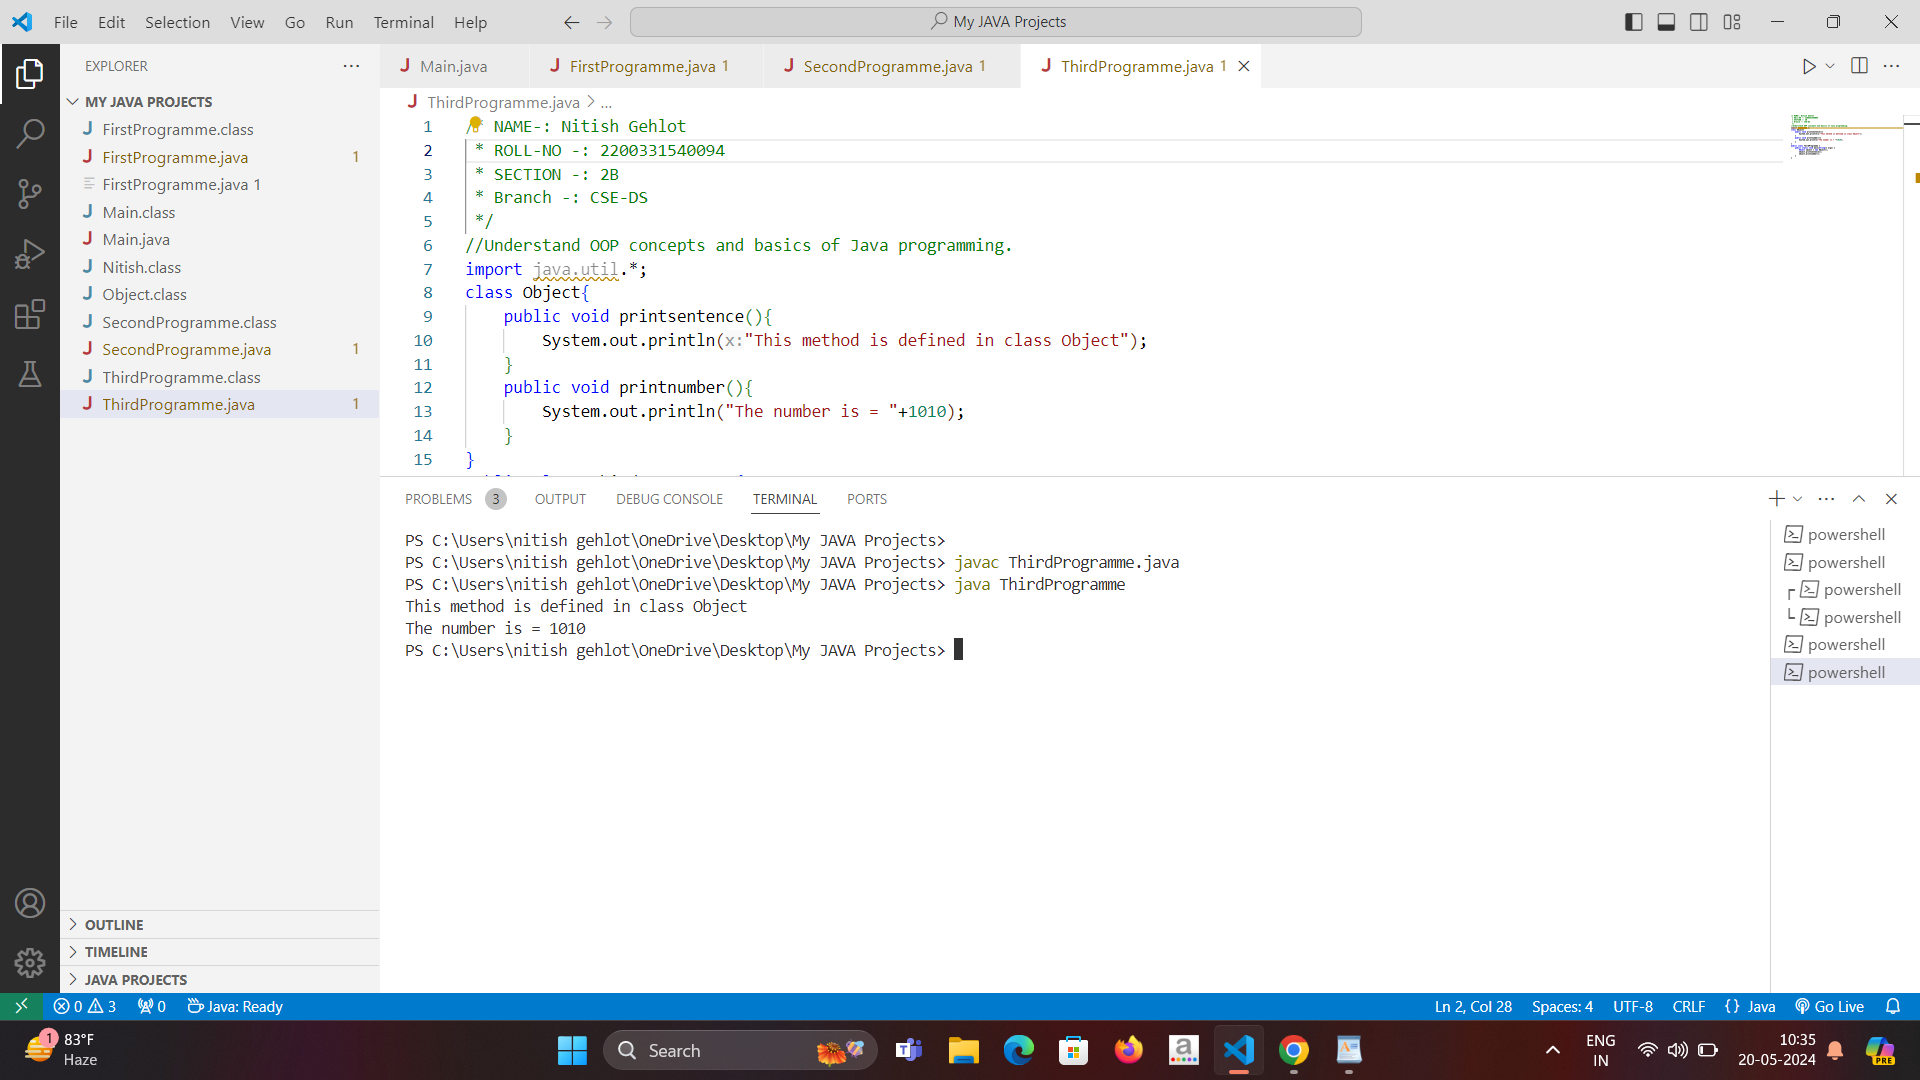 File Edit Selection View Go Run Terminal Help
My JAVA Projects
EXPLORER
MY JAVA PROJECTS
FirstProgramme.class
FirstProgramme.java 1
FirstProgramme.java 1
Main.class
Main.java
Nitish.class
Object.class
SecondProgramme.class
SecondProgramme.java 1
ThirdProgramme.class
ThirdProgramme.java 1
OUTLINE
TIMELINE
JAVA PROJECTS
Main.java FirstProgramme.java 1 SecondProgramme.java 1 ThirdProgramme.java 1
ThirdProgramme.java > ...
1 /* NAME-: Nitish Gehlot
2 * ROLL-NO -: 2200331540094
3 * SECTION -: 2B
4 * Branch -: CSE-DS
5 */
6 //Understand OOP concepts and basics of Java programming.
7 import java.util.*;
8 class Object{
9 public void printsentence(){
10 System.out.println(x:"This method is defined in class Object");
11 }
12 public void printnumber(){
13 System.out.println("The number is = "+1010);
14 }
15 }
PROBLEMS 3 OUTPUT DEBUG CONSOLE TERMINAL PORTS
PS C:\Users\nitish gehlot\OneDrive\Desktop\My JAVA Projects>
PS C:\Users\nitish gehlot\OneDrive\Desktop\My JAVA Projects> javac ThirdProgramme.java
PS C:\Users\nitish gehlot\OneDrive\Desktop\My JAVA Projects> java ThirdProgramme
This method is defined in class Object
The number is = 1010
PS C:\Users\nitish gehlot\OneDrive\Desktop\My JAVA Projects>
powershell
powershell
powershell
powershell
powershell
powershell
0 3 0 Java: Ready
Ln 2, Col 28 Spaces: 4 UTF-8 CRLF {} Java Go Live
1
83°F
Haze
Search
ENG
IN
10:35
20-05-2024
PRE